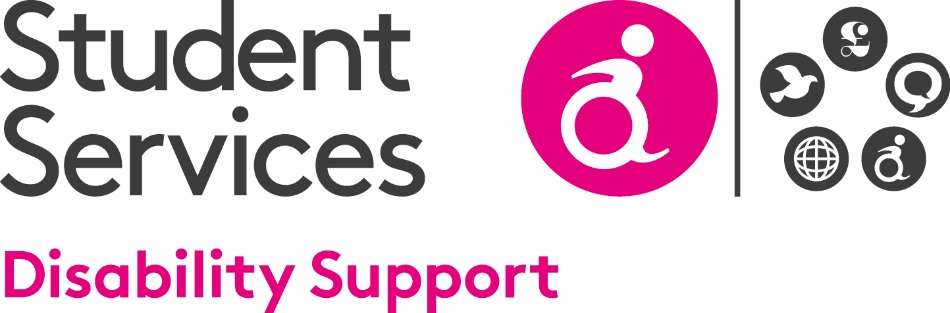 Student
Services
Disability Support
£